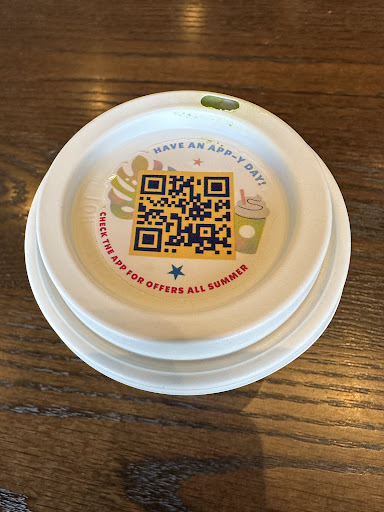 HAVE AN APP-Y DAY!
CHECK THE APP FOR OFFERS ALL SUMMER